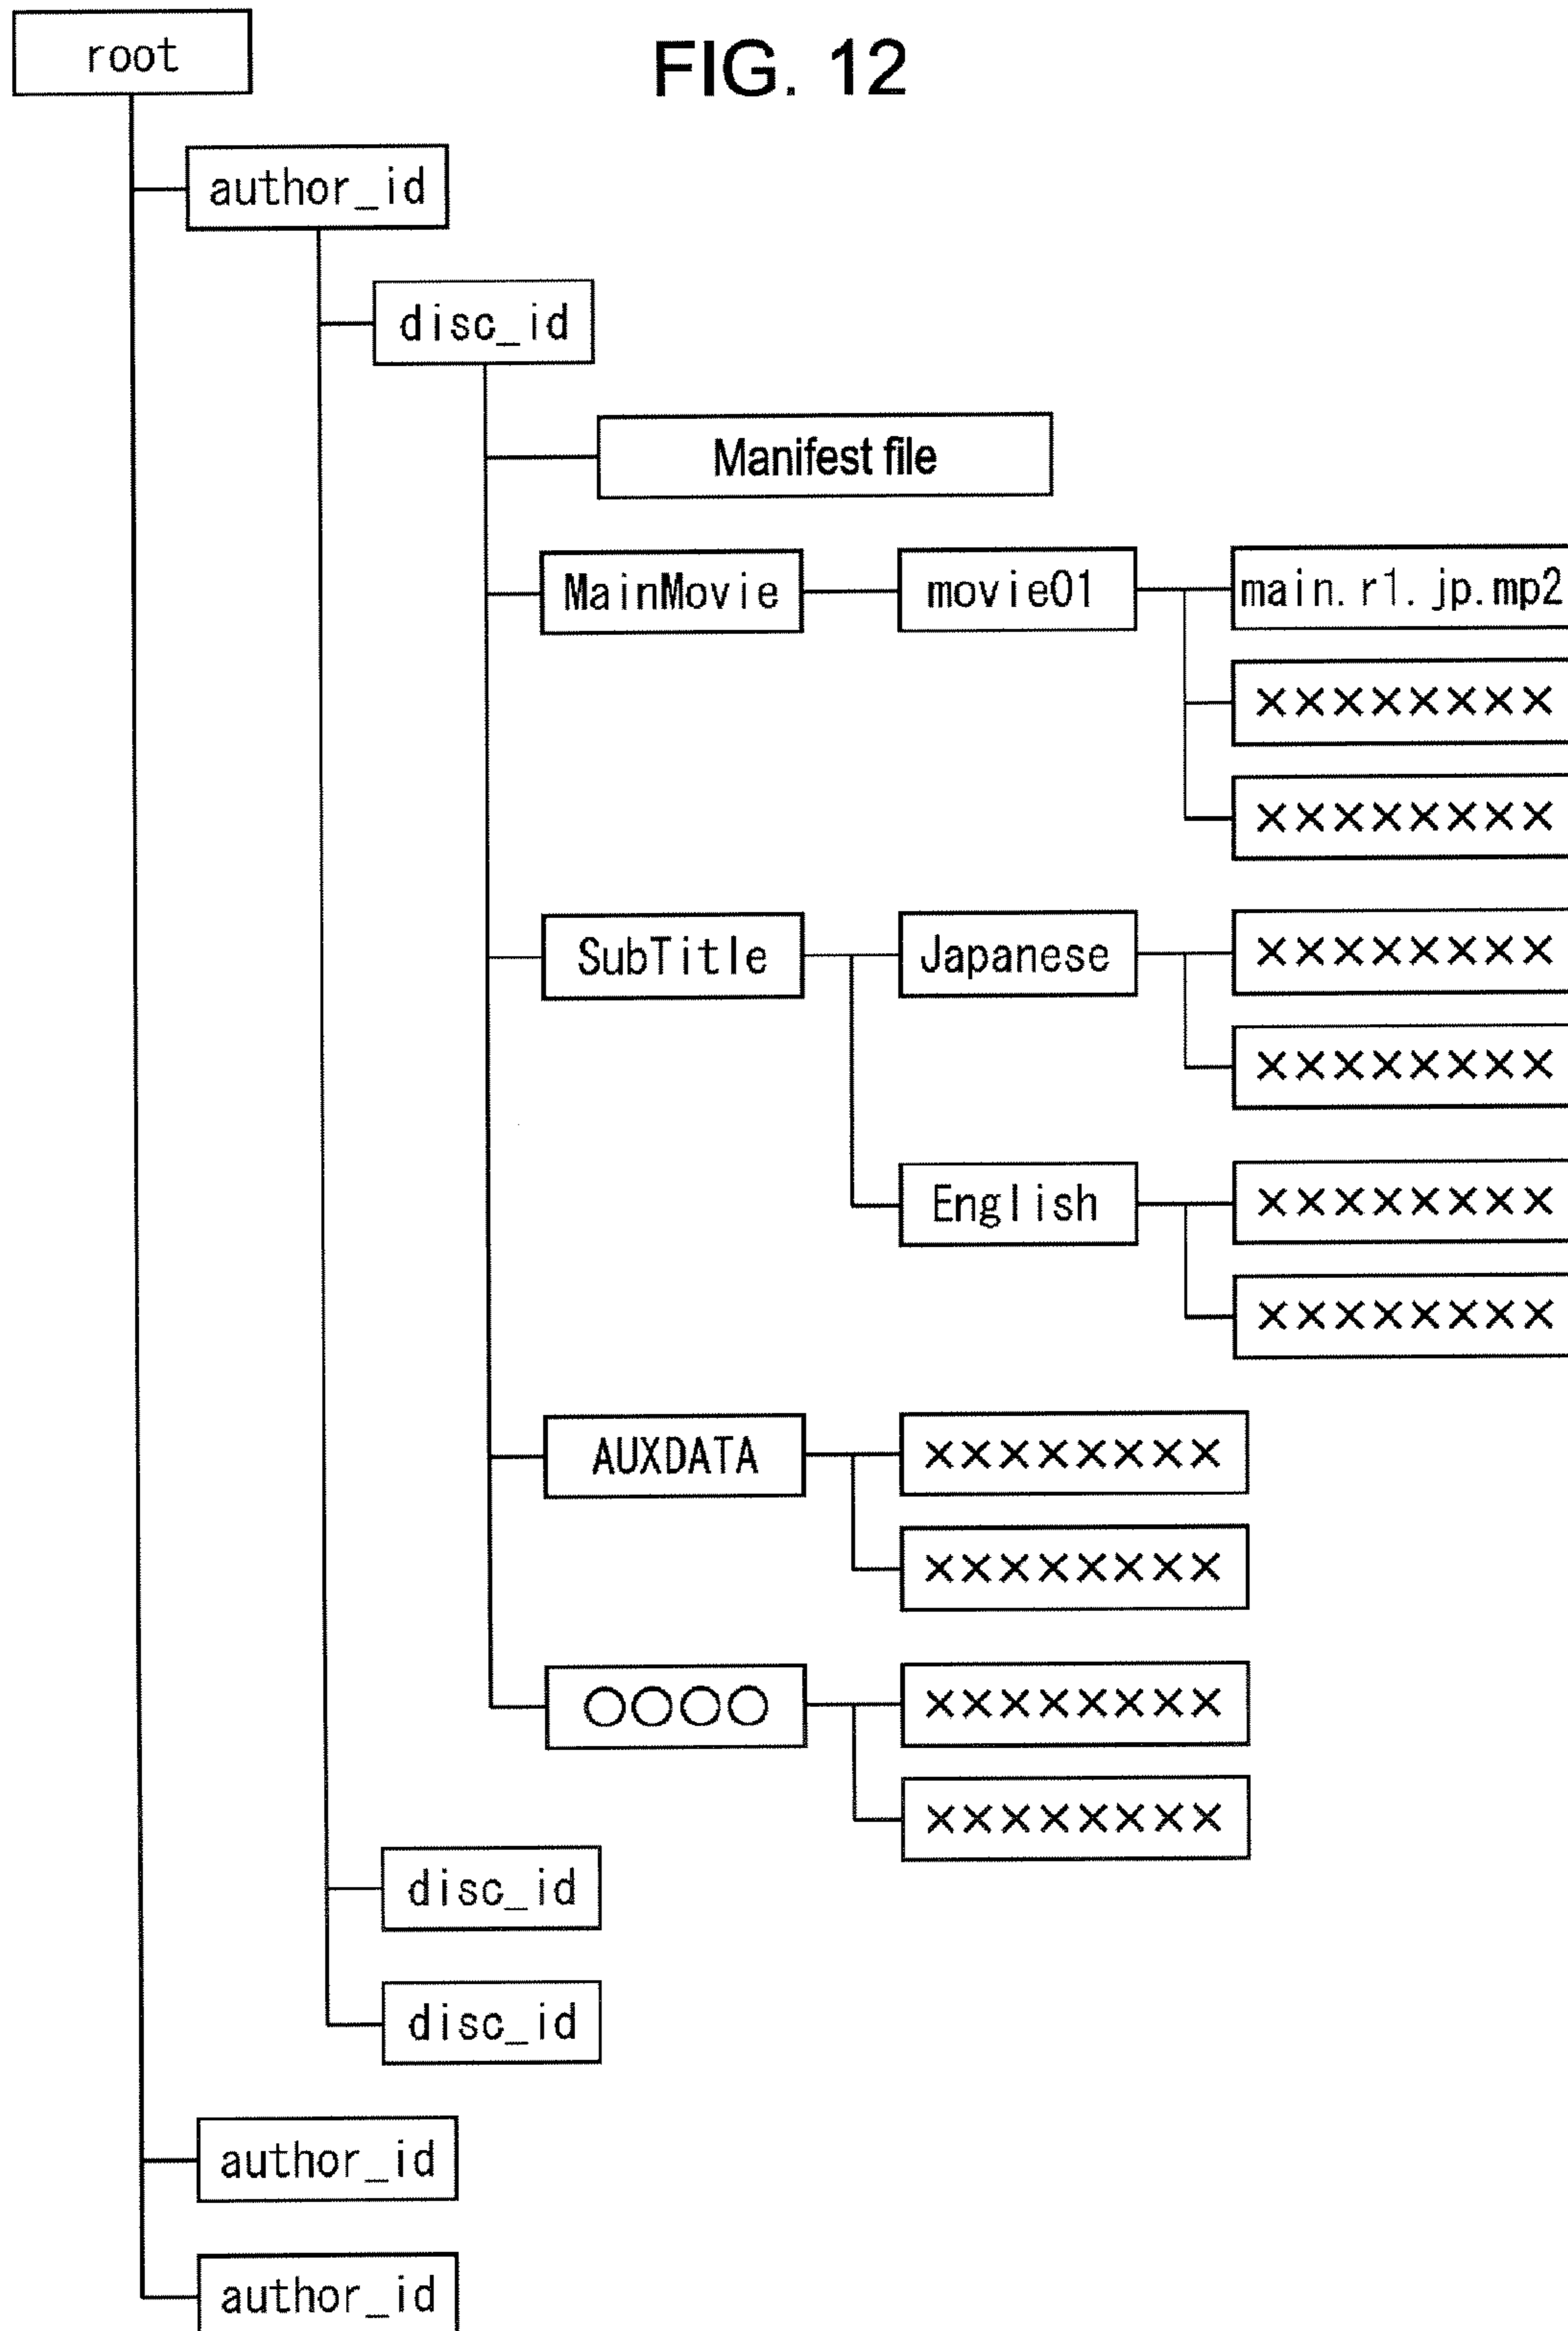 FIG. 12
root
author_id
disc_id
Manifest file
MainMovie
movie01
main.r1.jp.mp2
××××××××
××××××××
SubTitle
Japanese
××××××××
××××××××
English
××××××××
××××××××
AUXDATA
××××××××
××××××××
○○○○
××××××××
××××××××
disc_id
disc_id
author_id
author_id